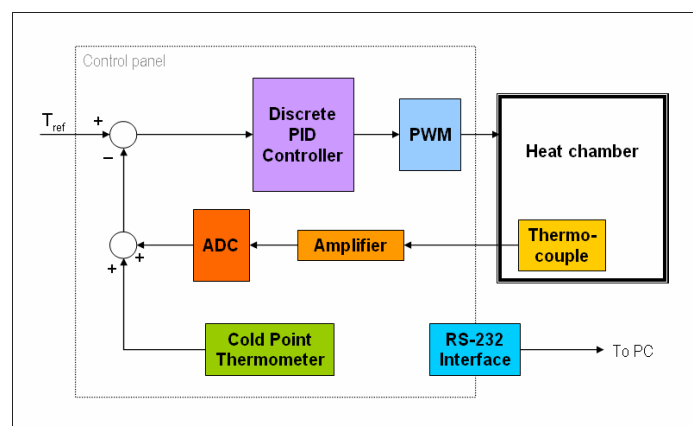 Control panel
T_ref
+
−
Discrete
PID
Controller
PWM
Heat chamber
ADC
Amplifier
Thermo-
couple
+
+
Cold Point
Thermometer
RS-232
Interface
To PC